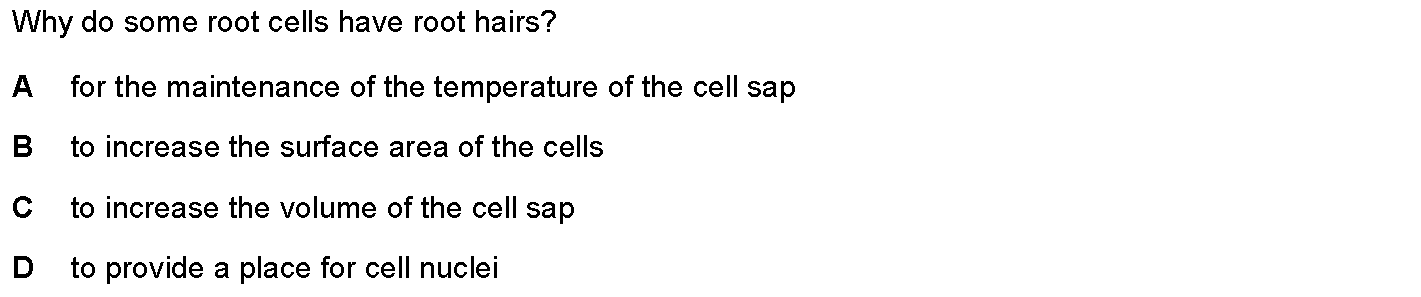 Why do some root cells have root hairs?
A for the maintenance of the temperature of the cell sap
B to increase the surface area of the cells
C to increase the volume of the cell sap
D to provide a place for cell nuclei